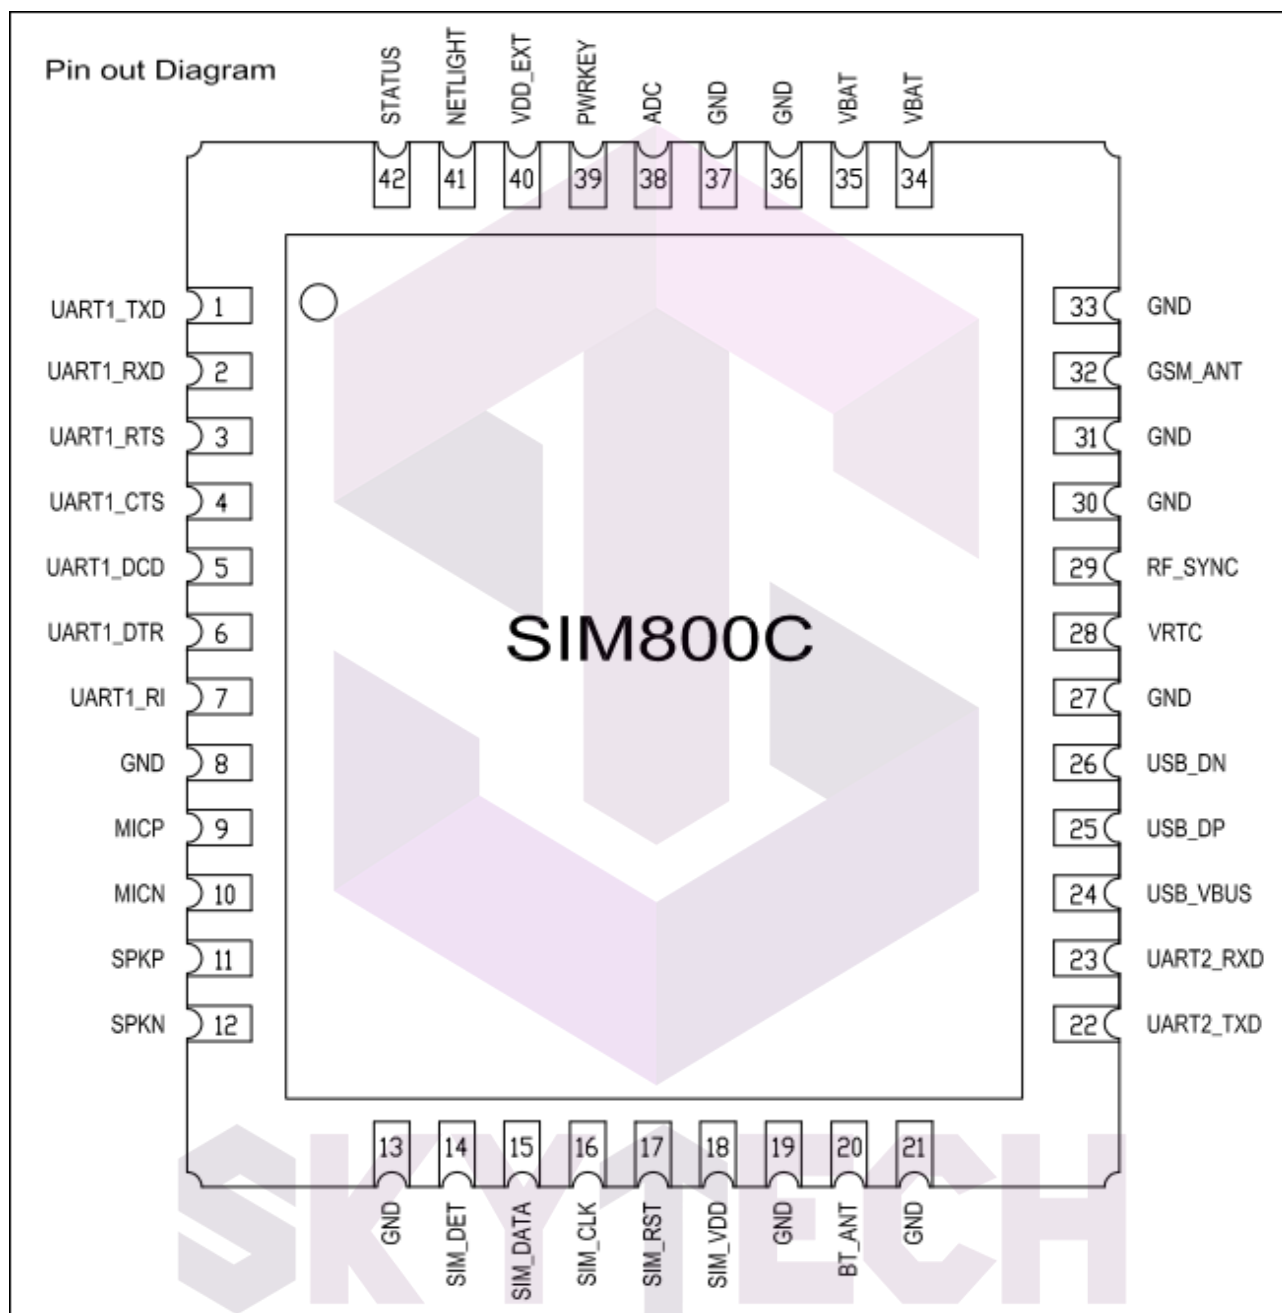 Pin out Diagram
STATUS
NETLIGHT
VDD_EXT
PWRKEY
ADC
GND
GND
VBAT
VBAT
42 41 40 39 38 37 36 35 34
UART1_TXD 1
UART1_RXD 2
UART1_RTS 3
UART1_CTS 4
UART1_DCD 5
UART1_DTR 6
UART1_RI 7
GND 8
MICP 9
MICN 10
SPKP 11
SPKN 12
SIM800C
33 GND
32 GSM_ANT
31 GND
30 GND
29 RF_SYNC
28 VRTC
27 GND
26 USB_DN
25 USB_DP
24 USB_VBUS
23 UART2_RXD
22 UART2_TXD
13 14 15 16 17 18 19 20 21
GND
SIM_DET
SIM_DATA
SIM_CLK
SIM_RST
SIM_VDD
GND
BT_ANT
GND
SKYTECH